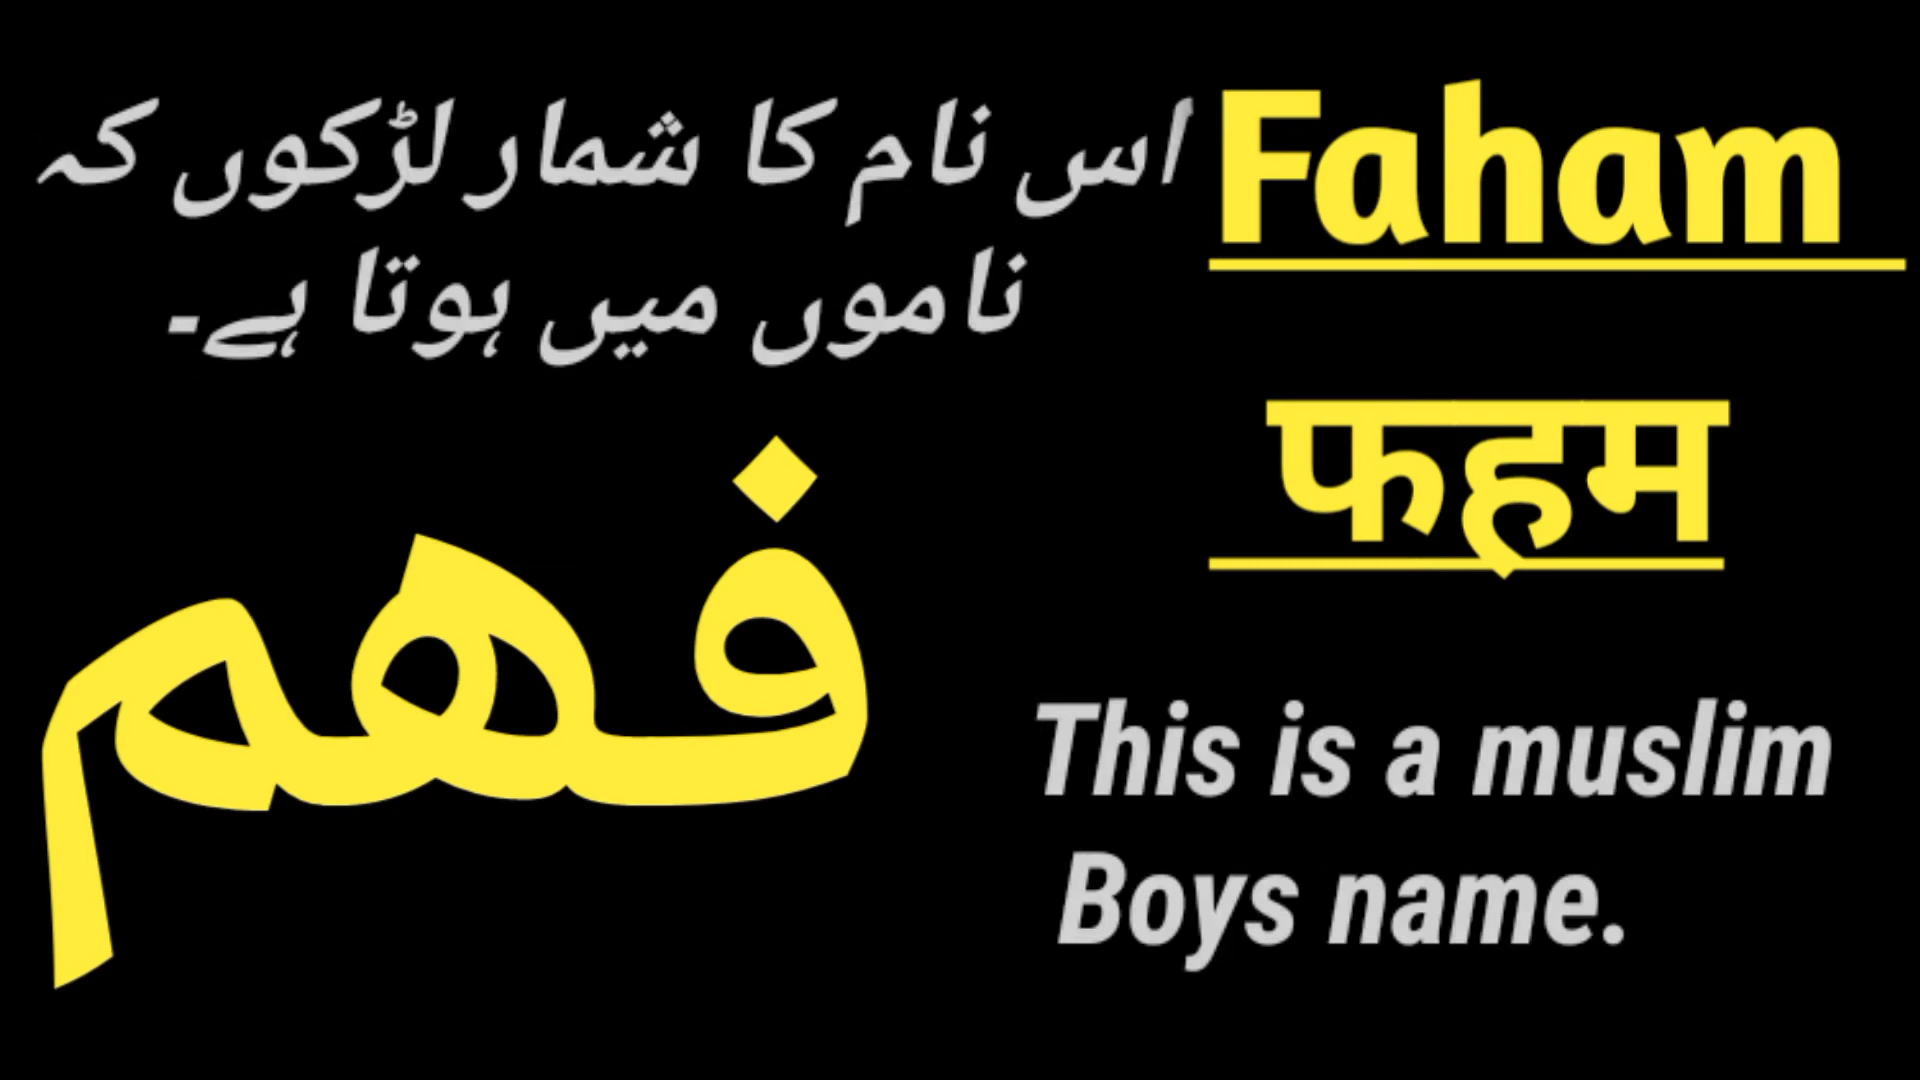 Faham
اس نام کا شمار لڑکوں کہ
ناموں میں ہوتا ہے۔
फहम
فهم
This is a muslim
Boys name.